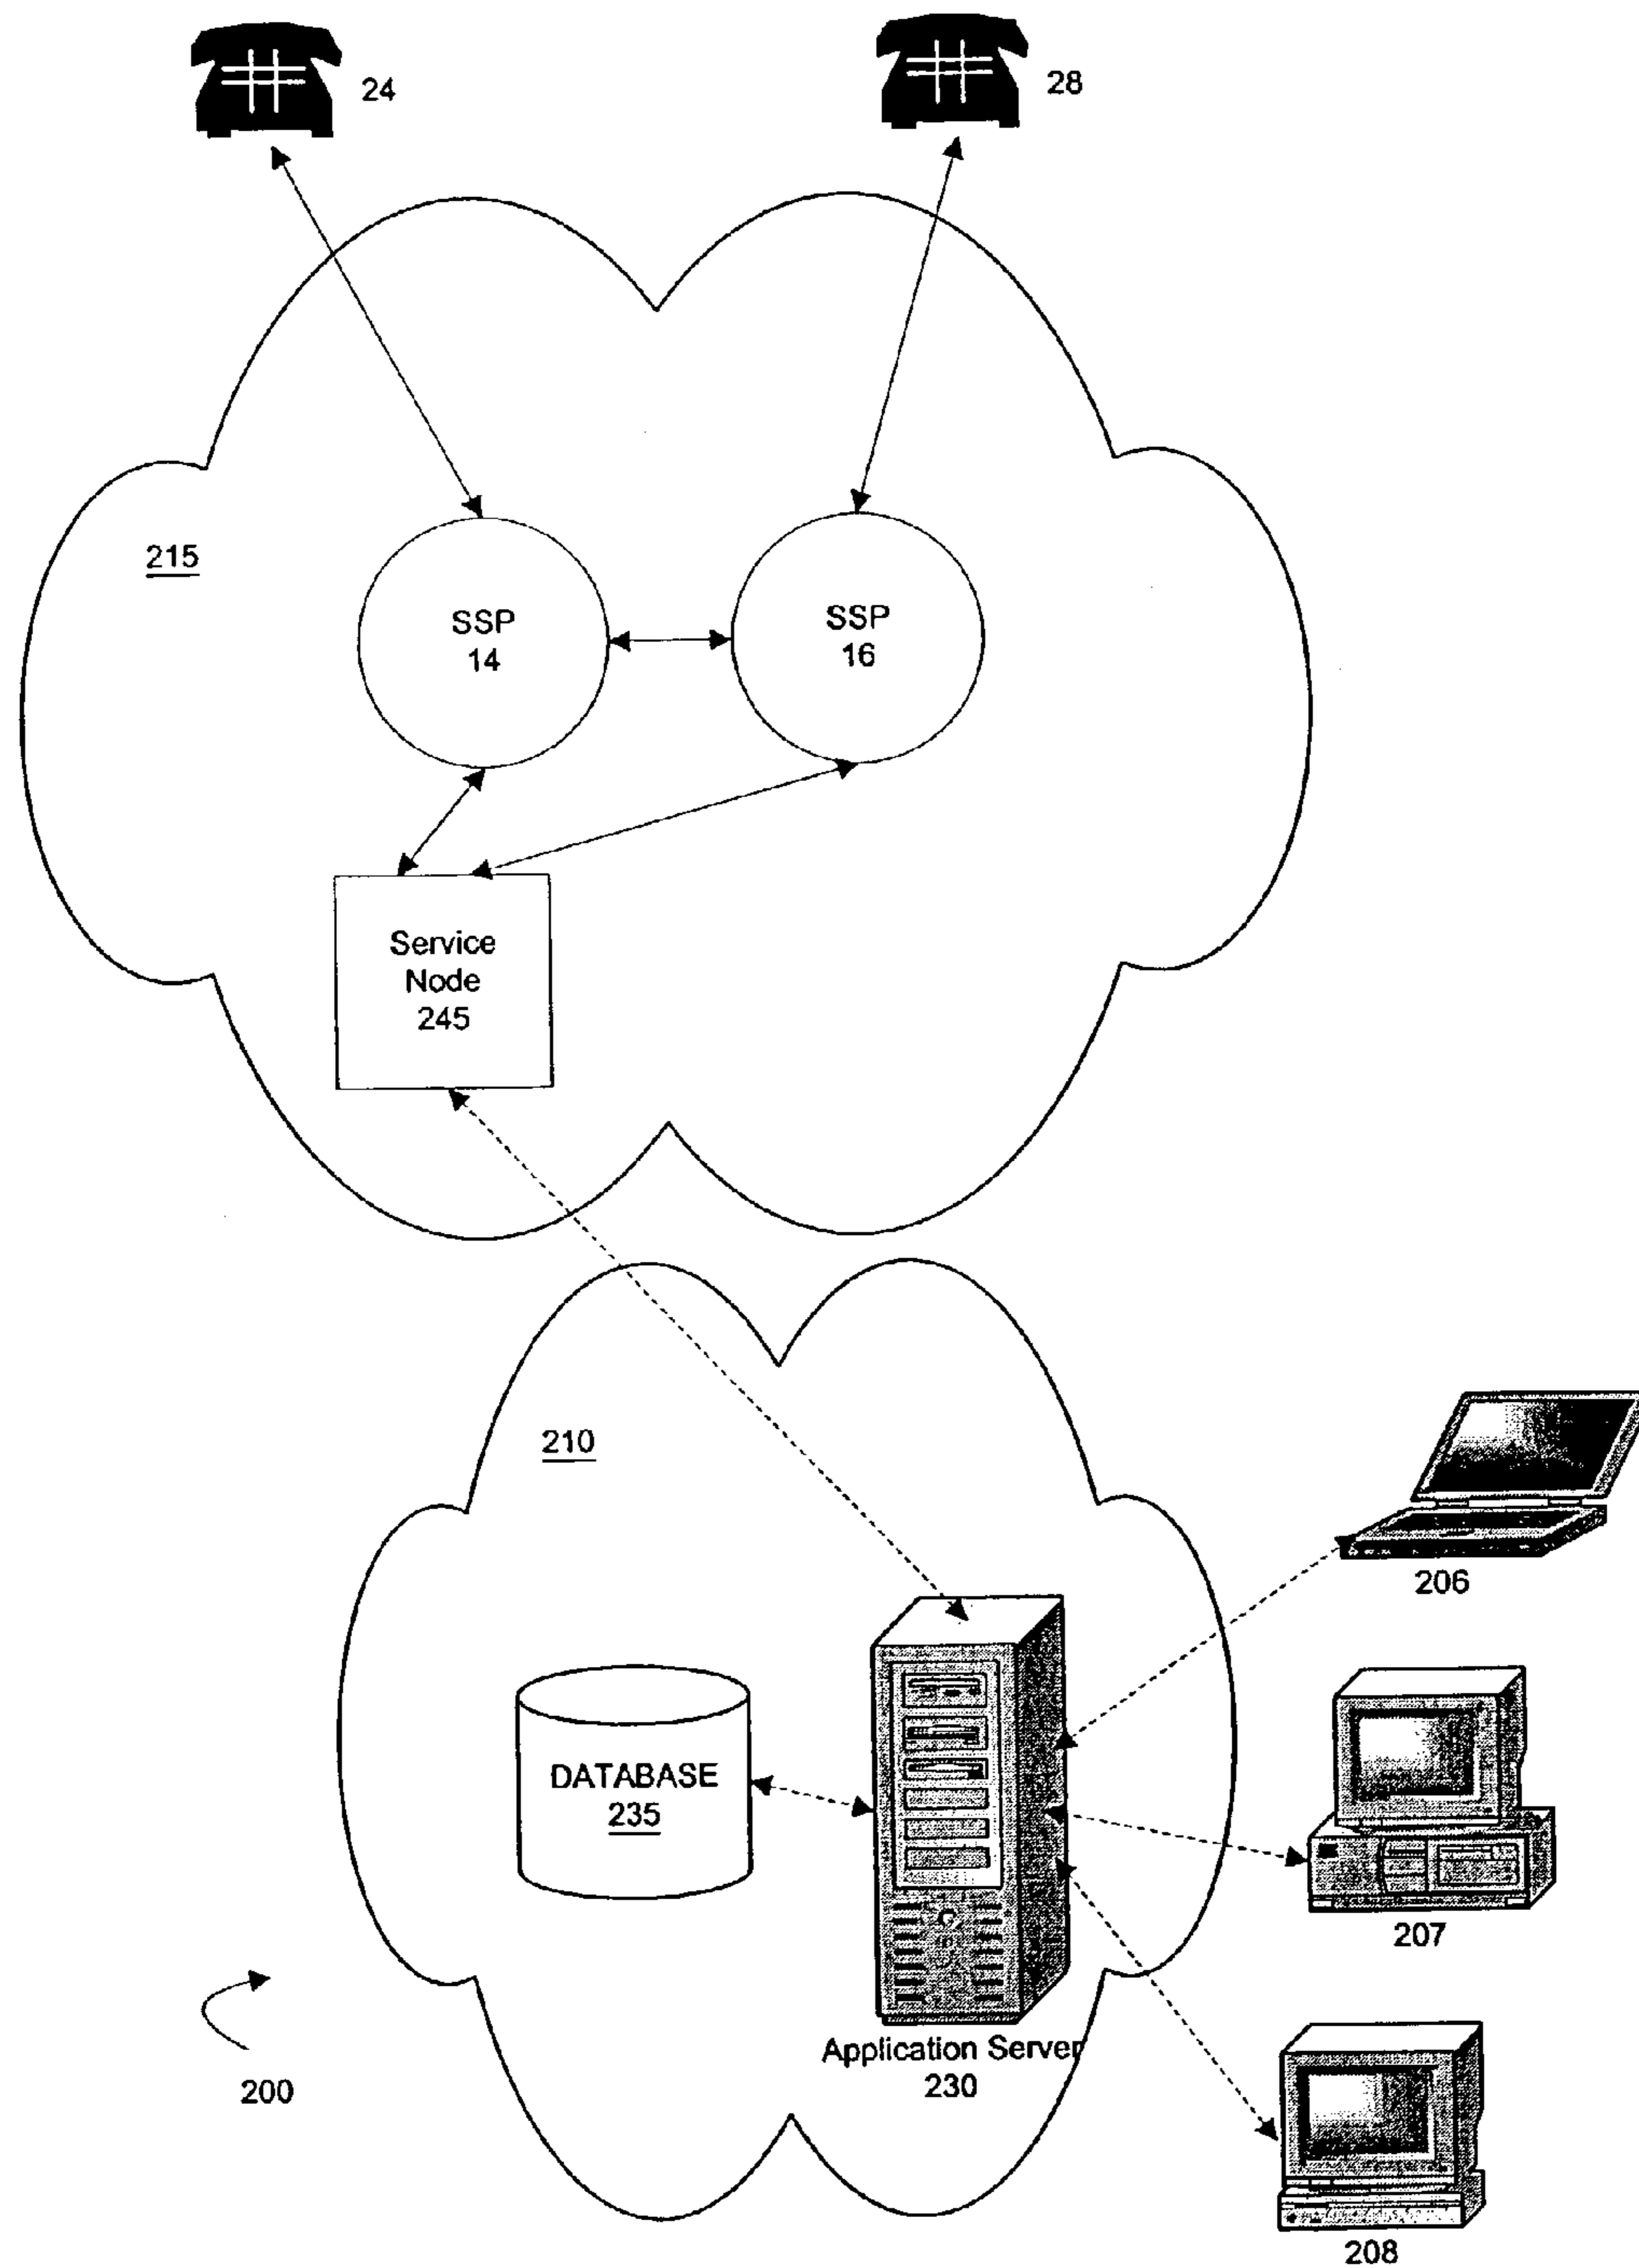 24
28
215
SSP
14
SSP
16
Service
Node
245
210
206
DATABASE
235
207
Application Server
230
200
208